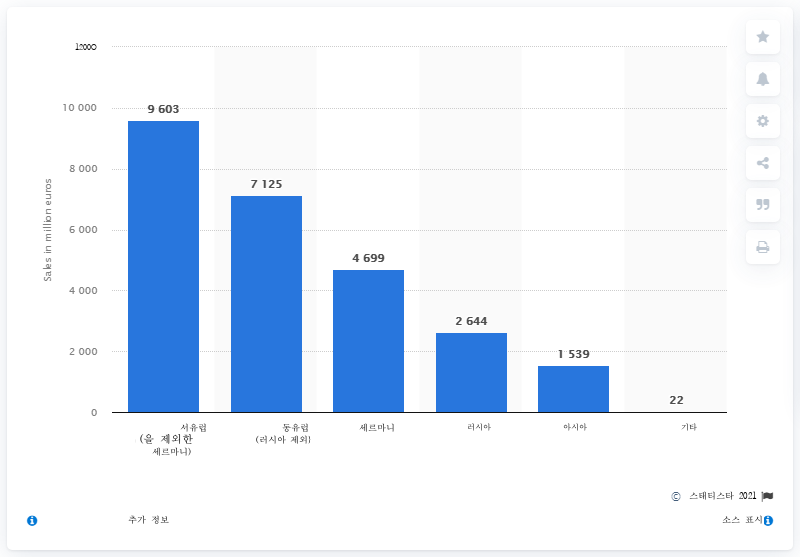 12000
9 603
10 000
8 000
7 125
6 000
4 699
4 000
2 644
2 000
1 539
22
0
Sales in million euros
서유럽
(을 제외한
세르마니)
동유럽
(러시아 제외)
세르마니
러시아
아시아
기타
© 스태티스타 2021
추가 정보
소스 표시